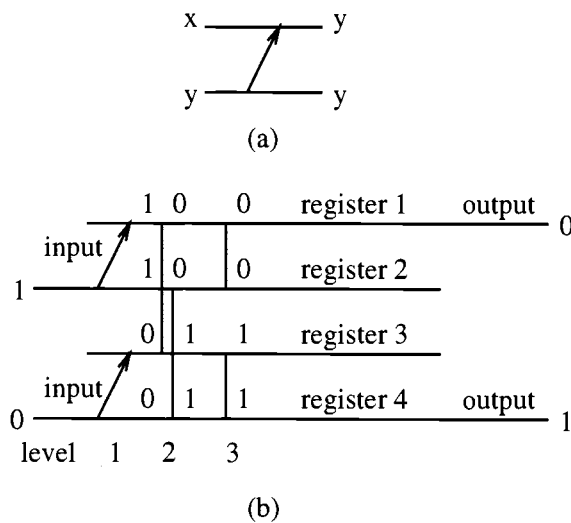 x y
y y
(a)
1 0 0 register 1 output 0
input
1 1 0 0 register 2
0 1 1 register 3
input
0 0 1 1 register 4 output 1
level 1 2 3
(b)